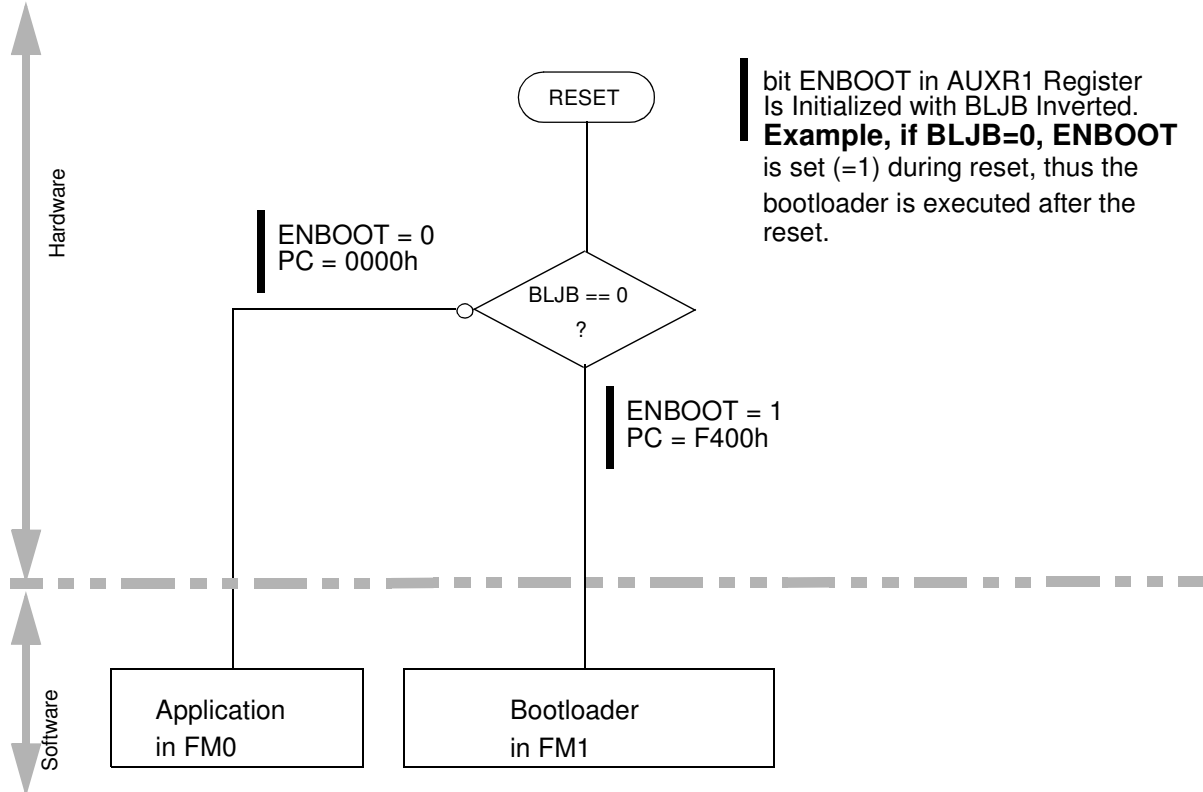 RESET
bit ENBOOT in AUXR1 Register
Is Initialized with BLJB Inverted.
Example, if BLJB=0, ENBOOT
is set (=1) during reset, thus the
bootloader is executed after the
reset.
Hardware
ENBOOT = 0
PC = 0000h
BLJB == 0
?
ENBOOT = 1
PC = F400h
Software
Application
in FM0
Bootloader
in FM1